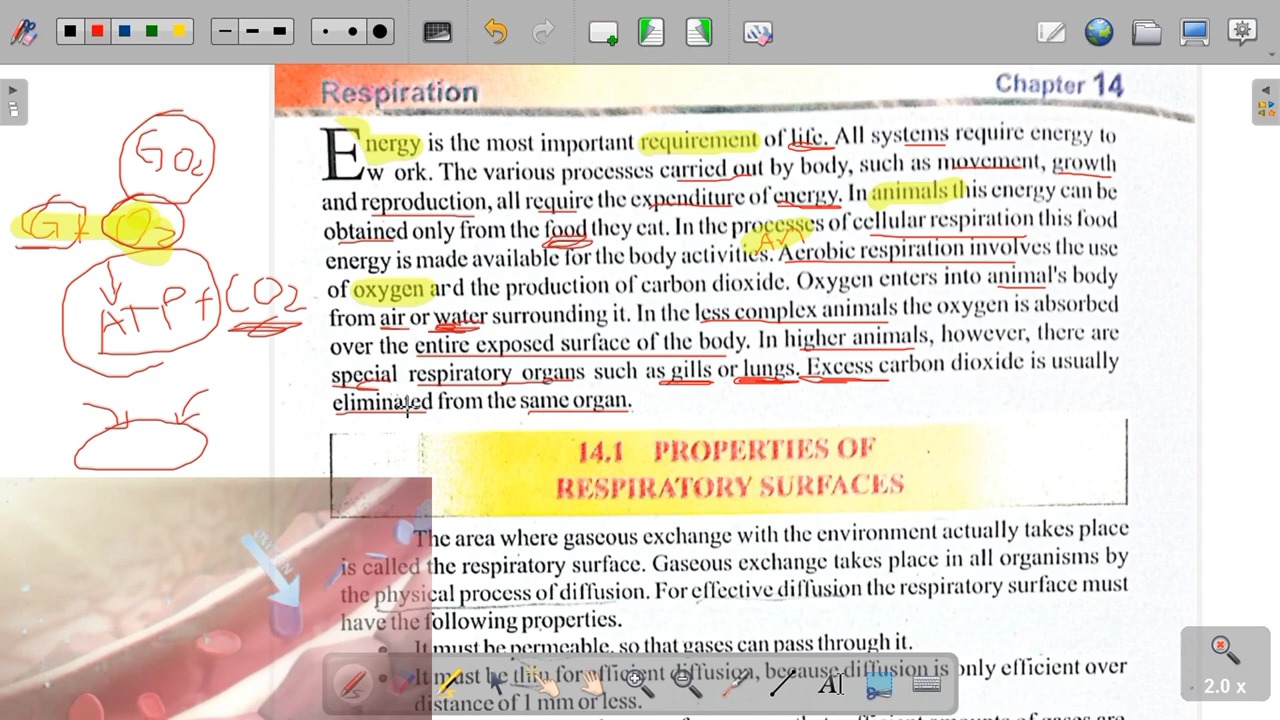 Respiration
Chapter 14
Energy is the most important requirement of life. All systems require energy to
w ork. The various processes carried out by body, such as movement, growth
and reproduction, all require the expenditure of energy. In animals this energy can be
obtained only from the food they eat. In the processes of cellular respiration this food
energy is made available for the body activities. Aerobic respiration involves the use
of oxygen ard the production of carbon dioxide. Oxygen enters into animal's body
from air or water surrounding it. In the less complex animals the oxygen is absorbed
over the entire exposed surface of the body. In higher animals, however, there are
special respiratory organs such as gills or lungs. Excess carbon dioxide is usually
eliminated from the same organ.
G O2
G + O2
ATP + CO2
14.1 PROPERTIES OF
RESPIRATORY SURFACES
The area where gaseous exchange with the environment actually takes place
is called the respiratory surface. Gaseous exchange takes place in all organisms by
the physical process of diffusion. For effective diffusion the respiratory surface must
have the following properties.
It must be permeable, so that gases can pass through it.
It must be thin for efficient diffusion, because diffusion is only efficient over
distance of 1 mm or less.
2.0 x